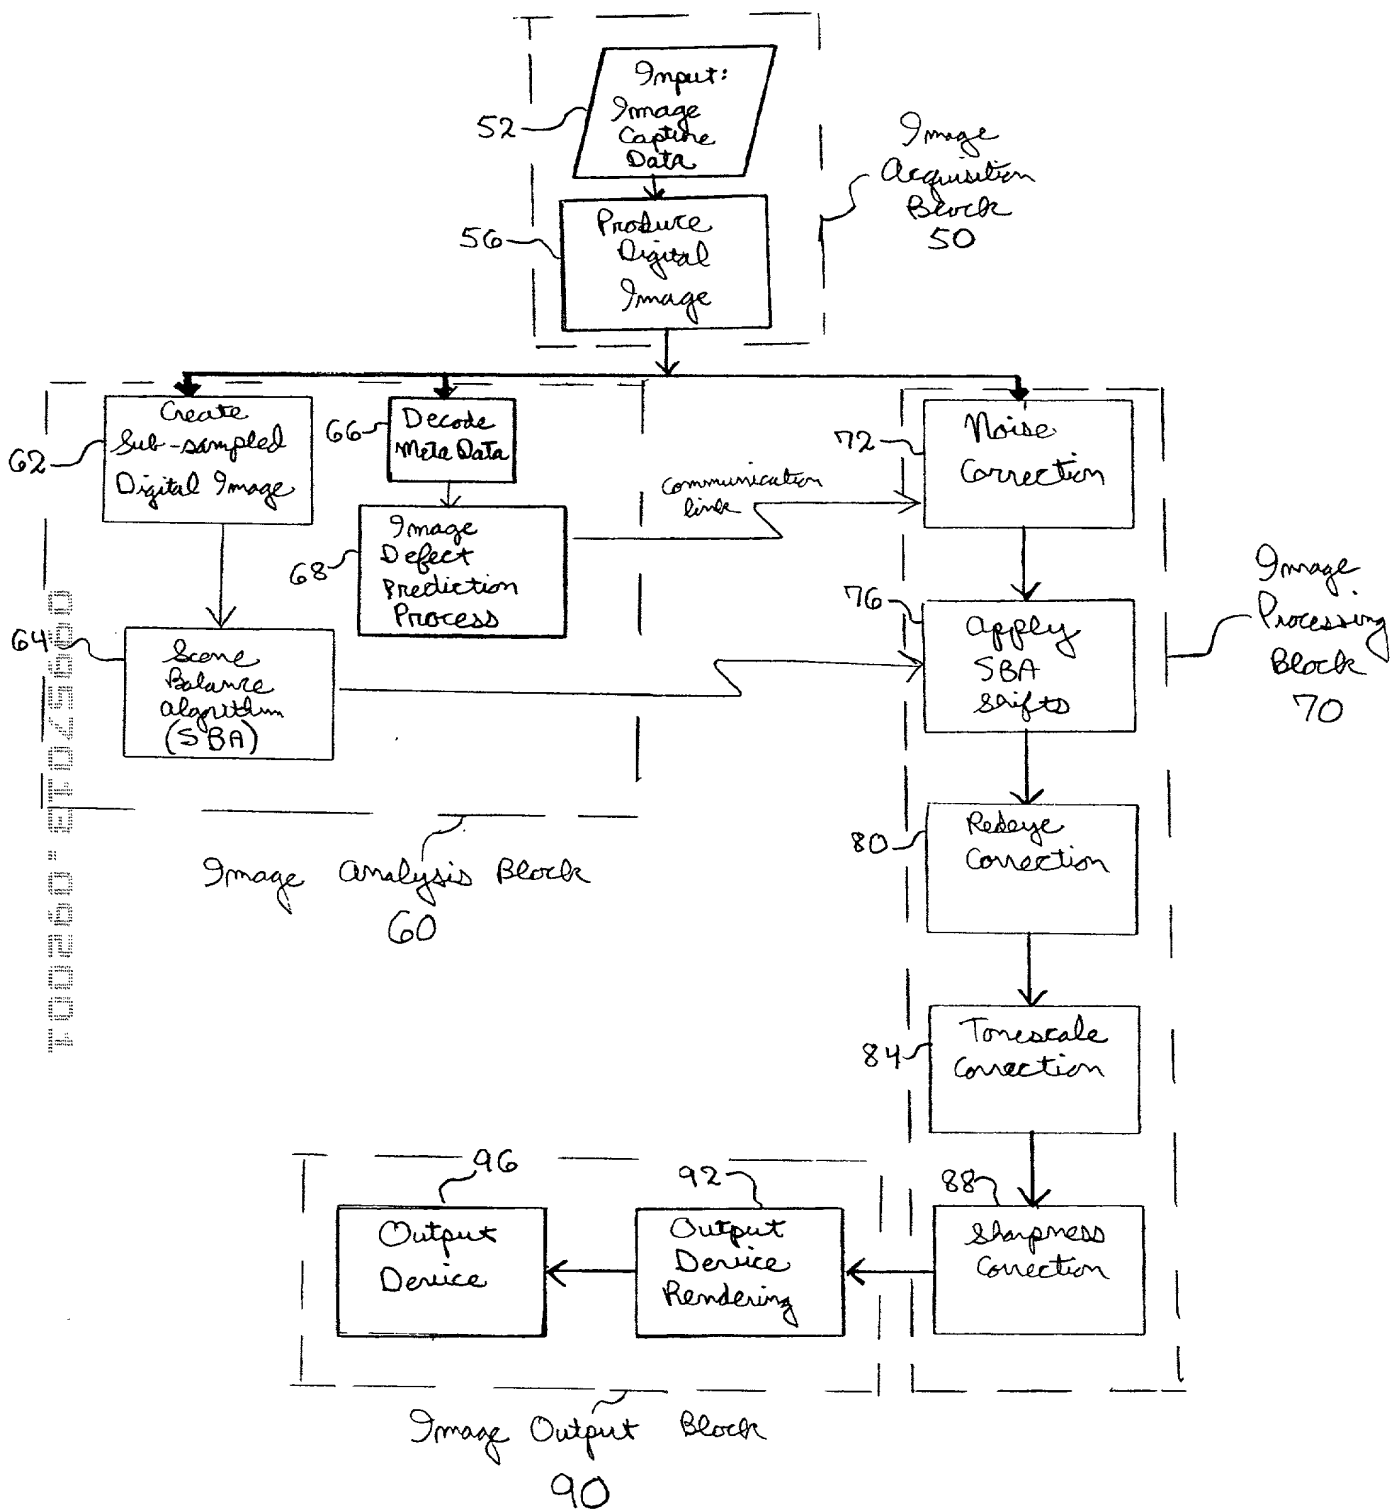 Input:
Image
Capture
Data
52
Produce
Digital
Image
56
Image
Acquisition
Block
50
Create
Sub-sampled
Digital Image
62
66
Decode
Meta Data
72
Noise
Correction
communication
link
Image
Defect
Prediction
Process
68
64
Scene
Balance
Algorithm
(SBA)
76
Apply
SBA
Shifts
Image
Processing
Block
70
80
Redeye
Correction
Image Analysis Block
60
84
Tonescale
Correction
96
Output
Device
92
Output
Device
Rendering
88
Sharpness
Correction
Image Output Block
90